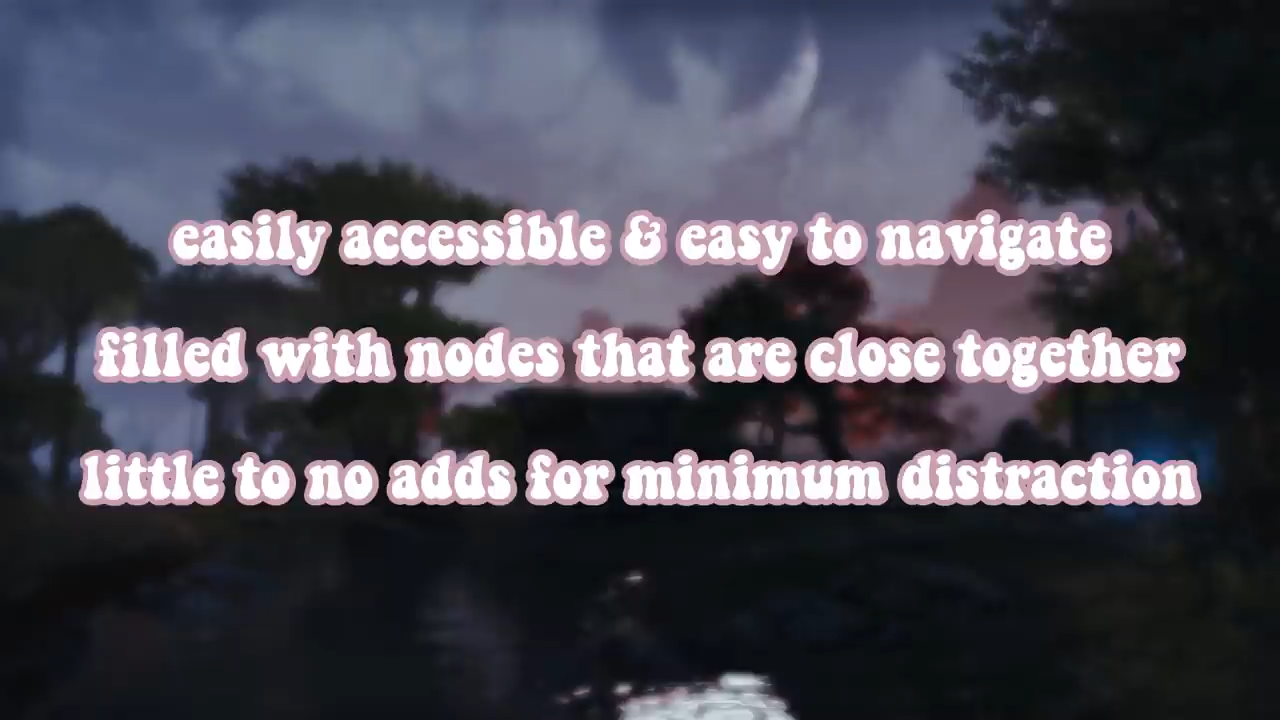 easily accessible & easy to navigate
filled with nodes that are close together
little to no adds for minimum distraction